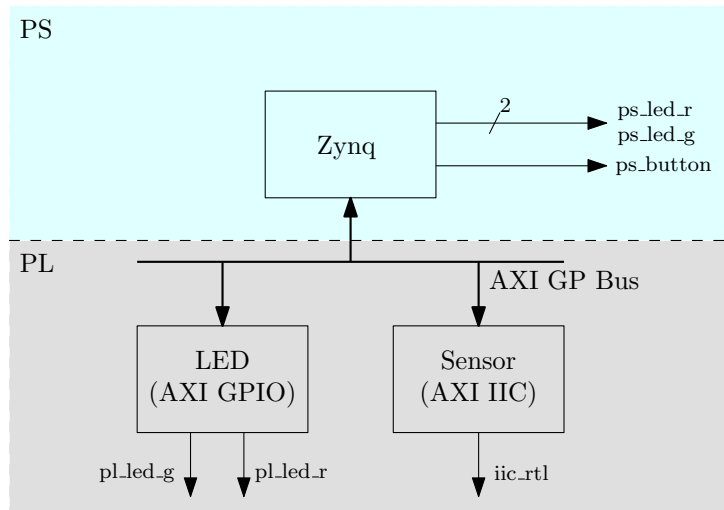 PS
2
ps_led_r
ps_led_g
Zynq
ps_button
PL
AXI GP Bus
LED
(AXI GPIO)
Sensor
(AXI IIC)
pl_led_g
pl_led_r
iic_rtl